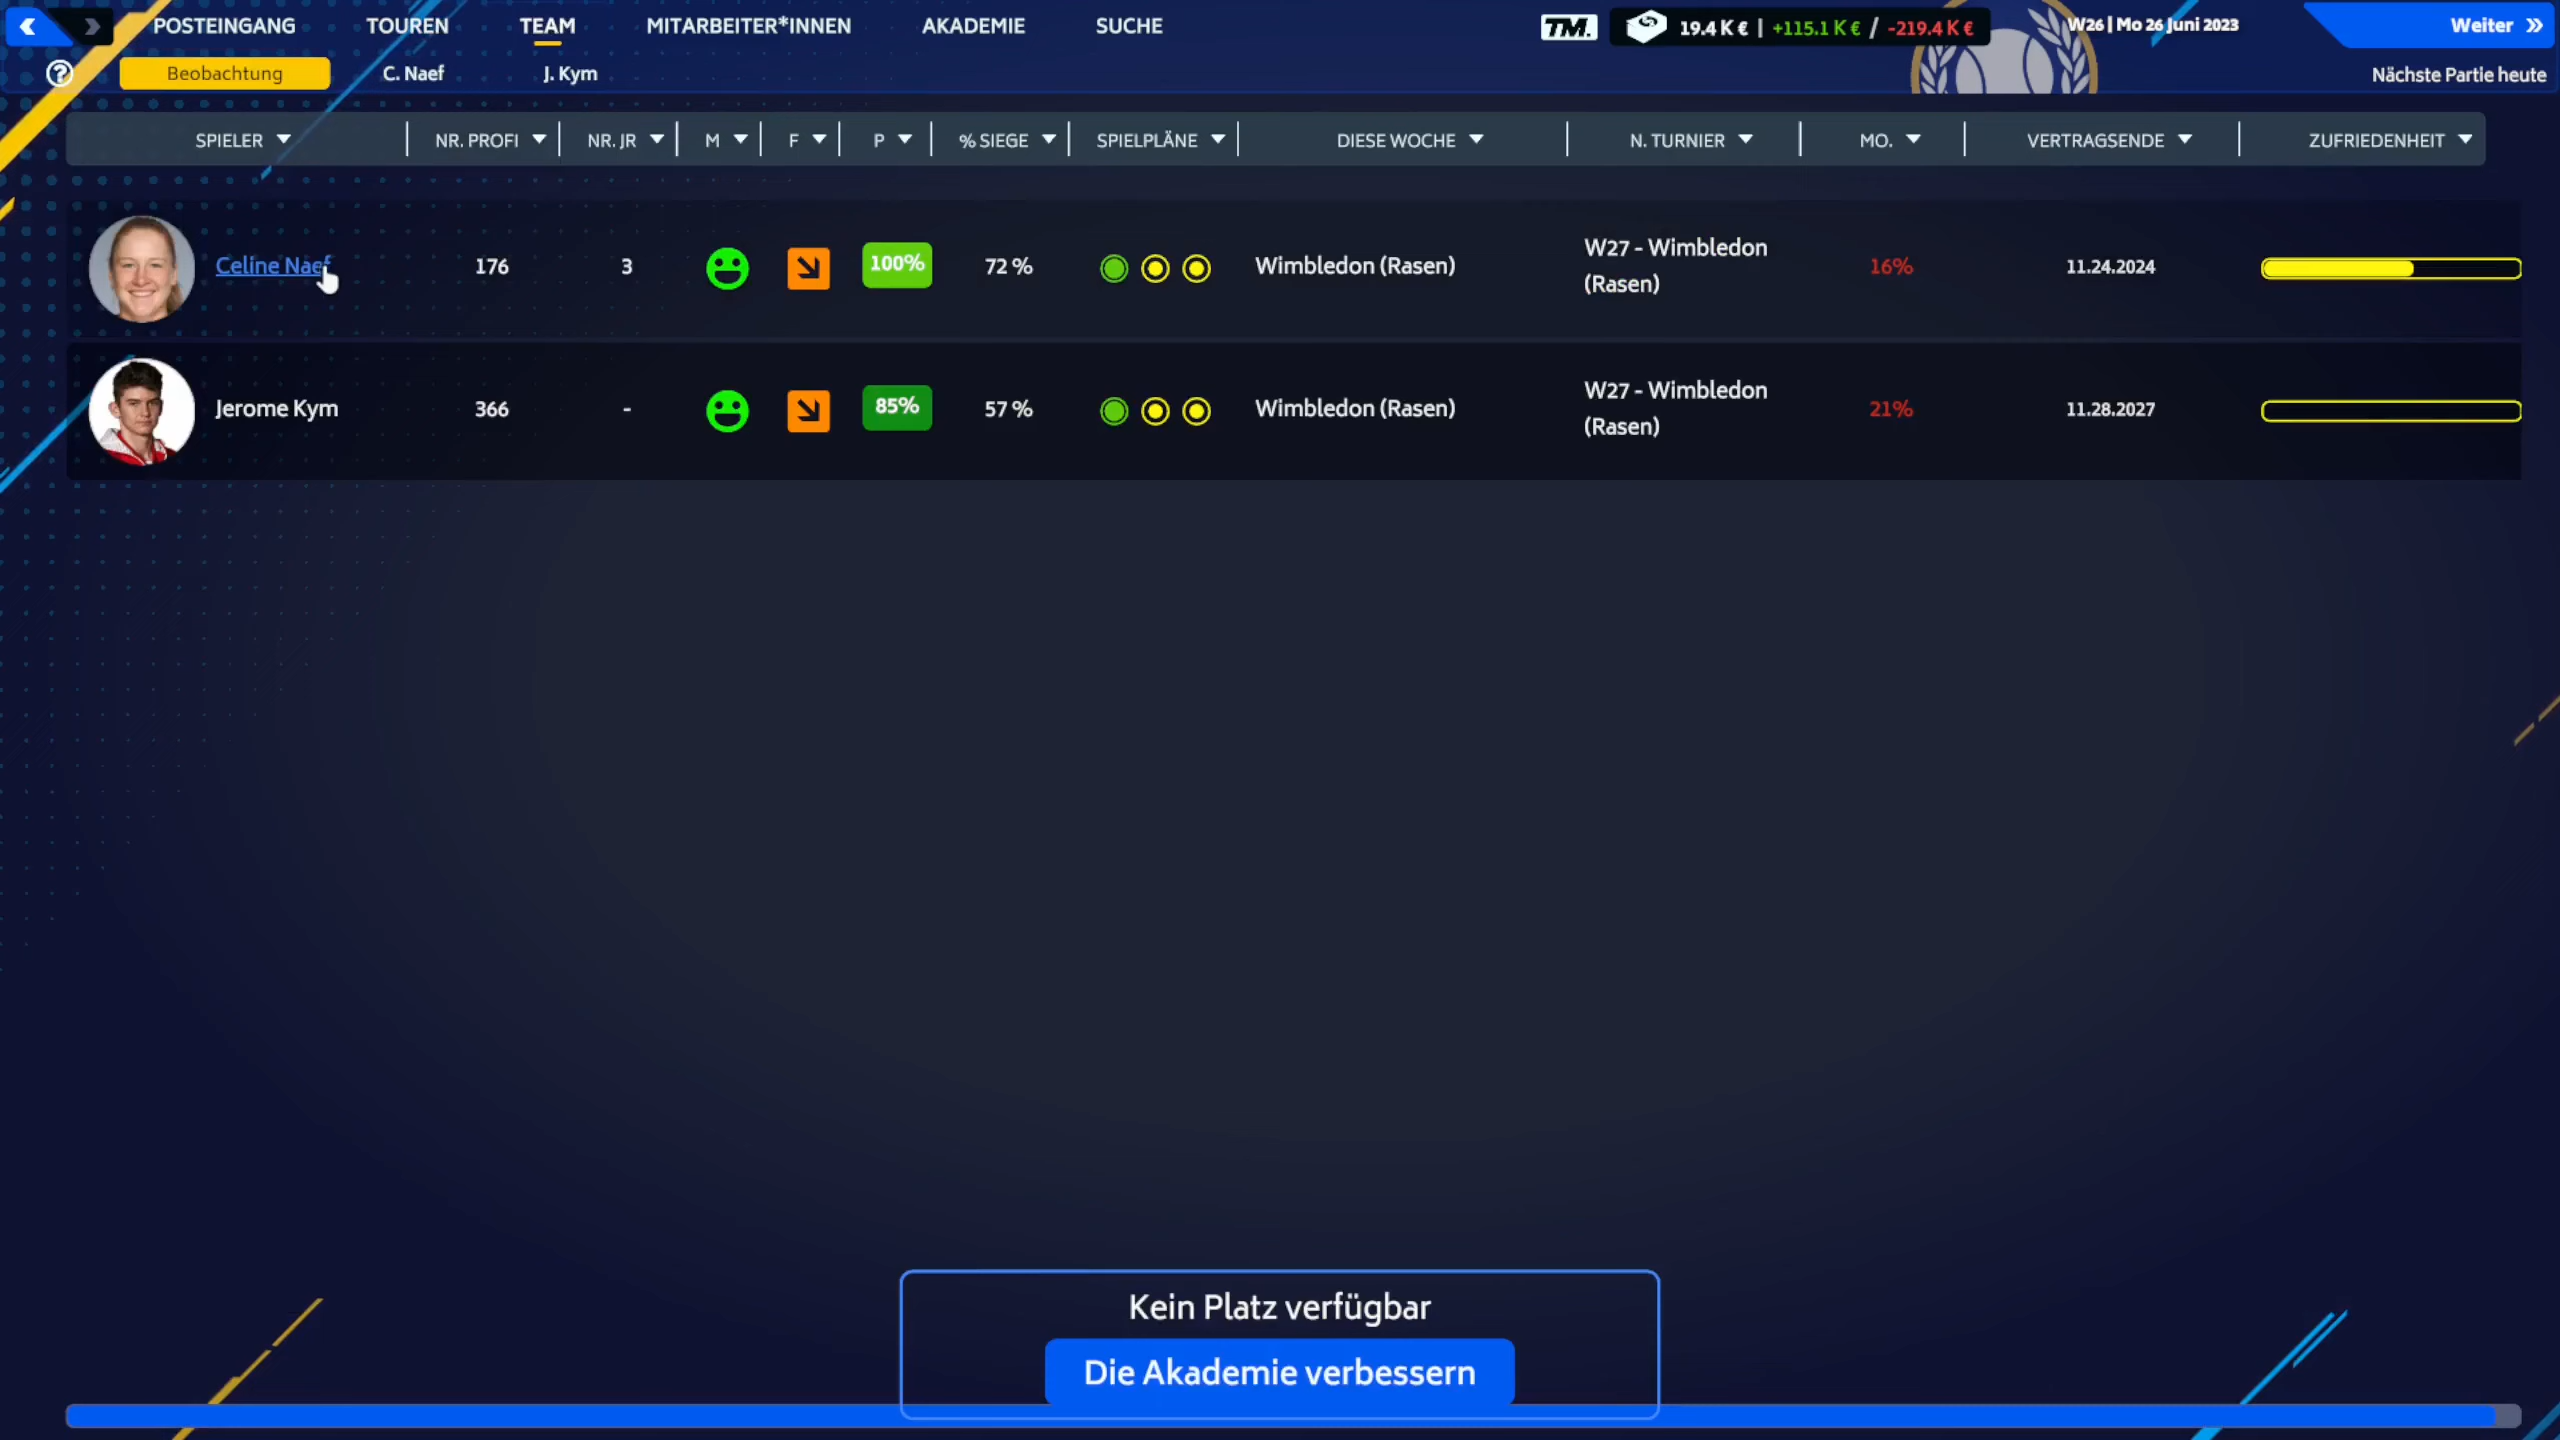 POSTEINGANG TOUREN TEAM MITARBEITER*INNEN AKADEMIE SUCHE TM. 19.4 K € | +115.1 K € / -219.4 K € W26 | Mo 26 Juni 2023 Weiter
? Beobachtung C. Naef J. Kym Nächste Partie heute
SPIELER NR. PROFI NR. JR M F P % SIEGE SPIELPLÄNE DIESE WOCHE N. TURNIER MO. VERTRAGSENDE ZUFRIEDENHEIT
Celine Naef 176 3 100% 72 % Wimbledon (Rasen) W27 - Wimbledon 16% 11.24.2024
(Rasen)
Jerome Kym 366 - 85% 57 % Wimbledon (Rasen) W27 - Wimbledon 21% 11.28.2027
(Rasen)
Kein Platz verfügbar
Die Akademie verbessern